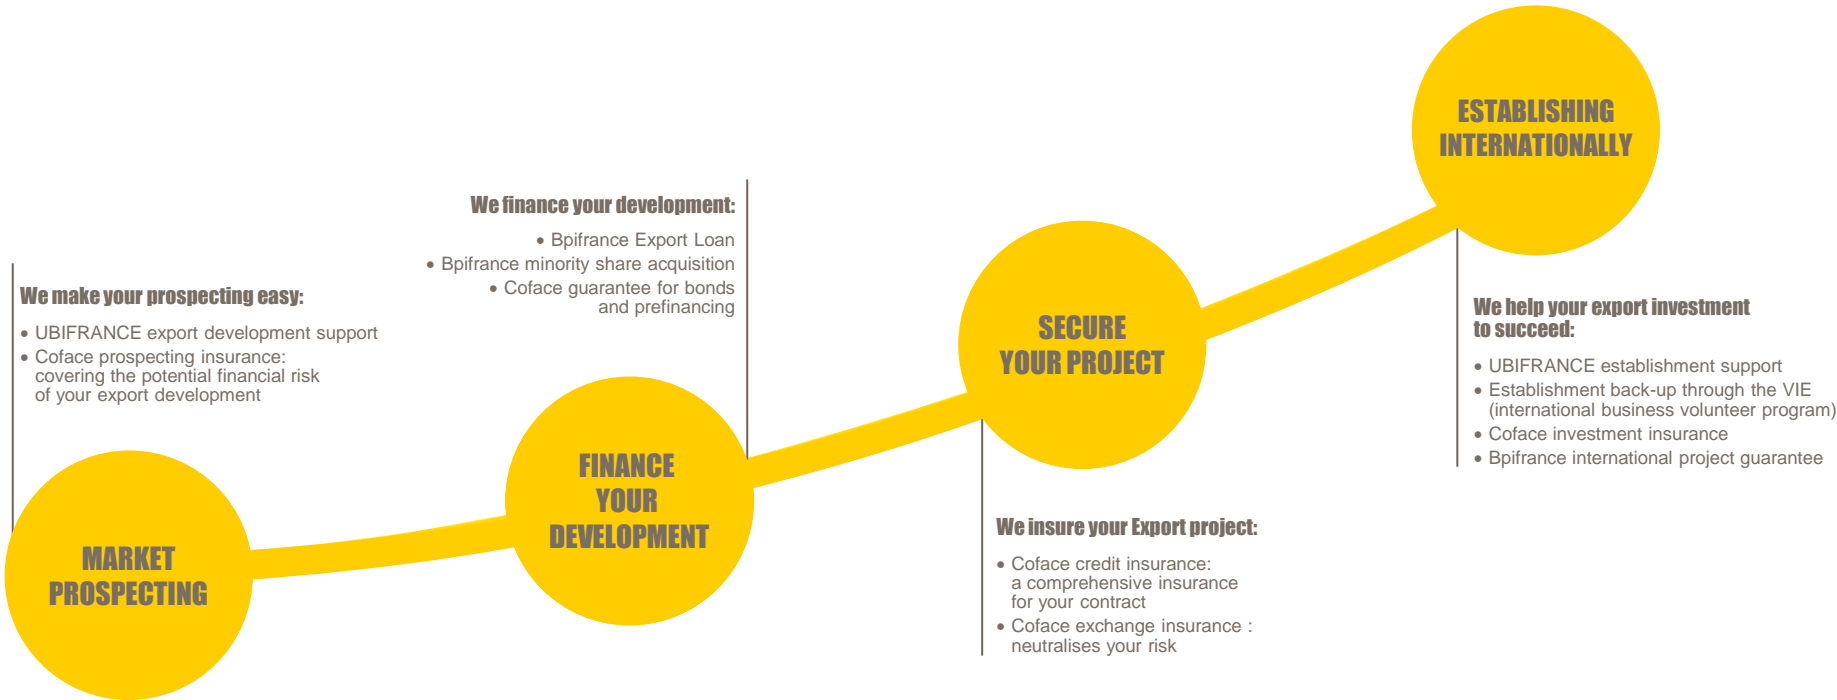 We make your prospecting easy:
• UBIFRANCE export development support
• Coface prospecting insurance:
covering the potential financial risk
of your export development
MARKET
PROSPECTING
We finance your development:
• Bpifrance Export Loan
• Bpifrance minority share acquisition
• Coface guarantee for bonds
and prefinancing
FINANCE
YOUR
DEVELOPMENT
SECURE
YOUR PROJECT
We insure your Export project:
• Coface credit insurance:
a comprehensive insurance
for your contract
• Coface exchange insurance :
neutralises your risk
ESTABLISHING
INTERNATIONALLY
We help your export investment
to succeed:
• UBIFRANCE establishment support
• Establishment back-up through the VIE
(international business volunteer program)
• Coface investment insurance
• Bpifrance international project guarantee